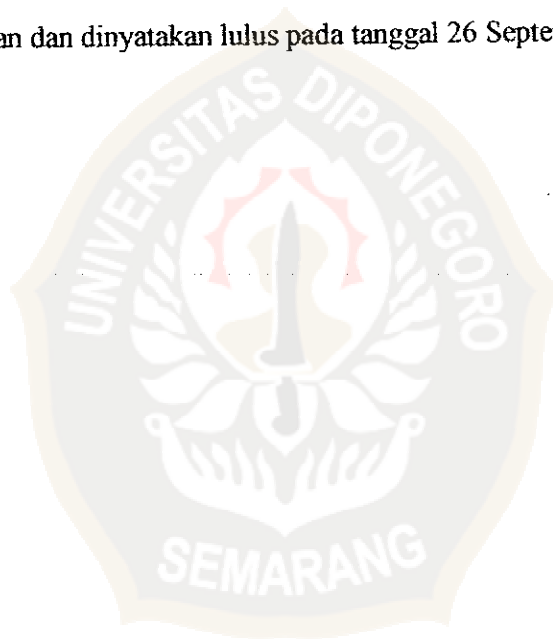 an dan dinyatakan lulus pada tanggal 26 Septe
UNIVERSITAS DIPONEGORO
SEMARANG